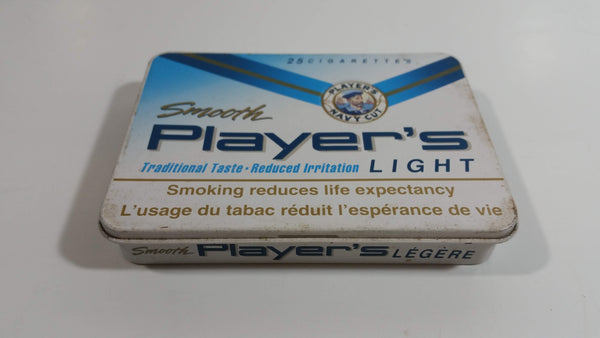 25 CIGARETTES
PLAYER'S
NAVY CUT
Smooth
Player's
Traditional Taste · Reduced Irritation LIGHT
Smoking reduces life expectancy
L'usage du tabac réduit l'espérance de vie
Smooth Player's LÉGÈRE